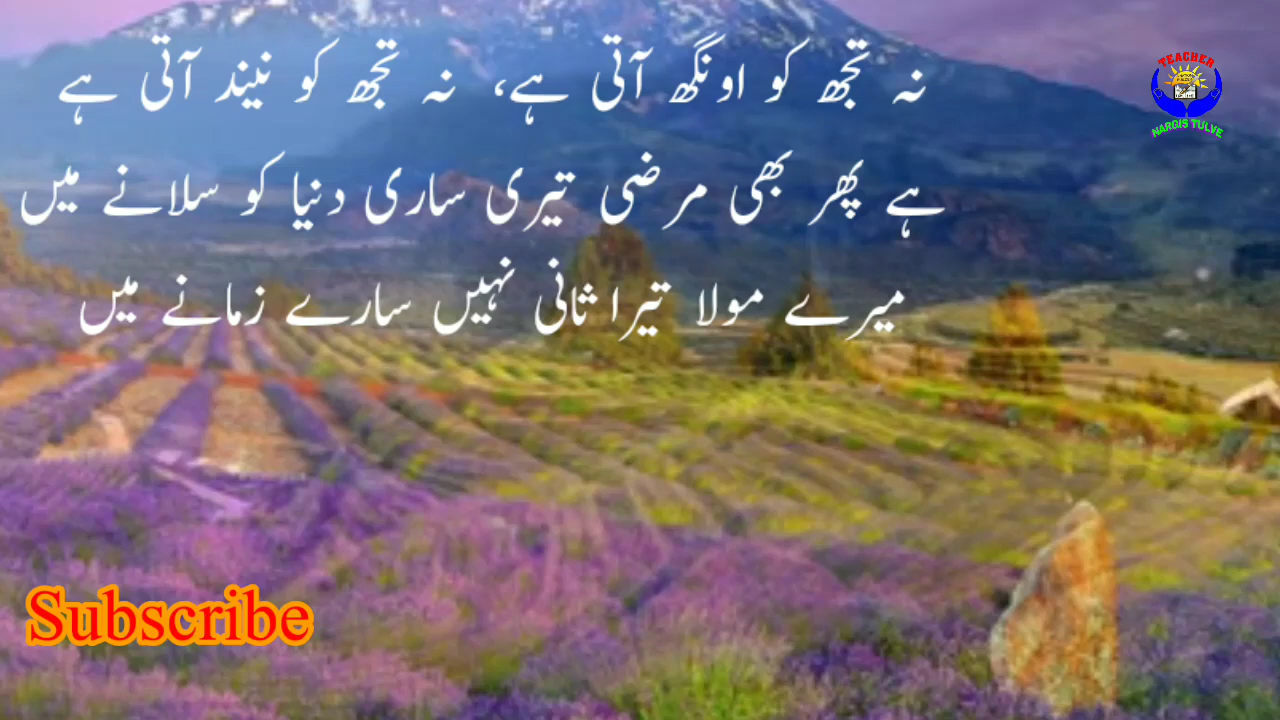 نہ تجھ کو اونگھ آتی ہے، نہ تجھ کو نیند آتی ہے
ہے پھر بھی مرضی تیری ساری دنیا کو سلانے میں
میرے مولا تیرا ثانی نہیں سارے زمانے میں
TEACHER
NARGIS TULVE
Subscribe